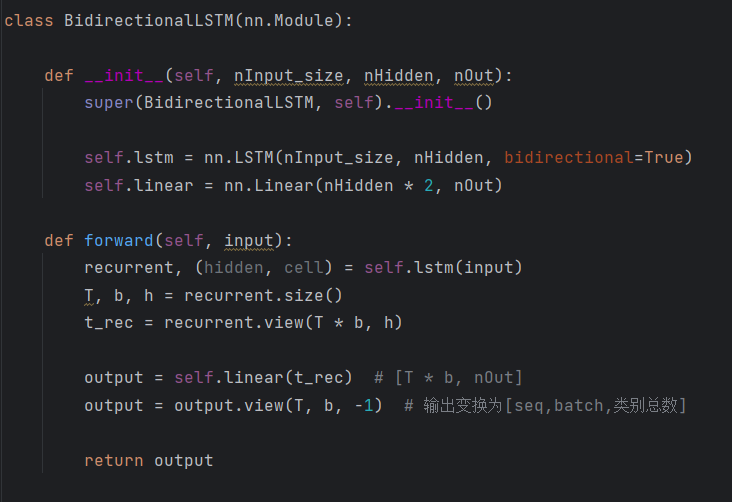 class BidirectionalLSTM(nn.Module):
def __init__(self, nInput_size, nHidden, nOut):
super(BidirectionalLSTM, self).__init__()
self.lstm = nn.LSTM(nInput_size, nHidden, bidirectional=True)
self.linear = nn.Linear(nHidden * 2, nOut)
def forward(self, input):
recurrent, (hidden, cell) = self.lstm(input)
T, b, h = recurrent.size()
t_rec = recurrent.view(T * b, h)
output = self.linear(t_rec)  # [T * b, nOut]
output = output.view(T, b, -1)  # 输出变换为[seq,batch,类别总数]
return output